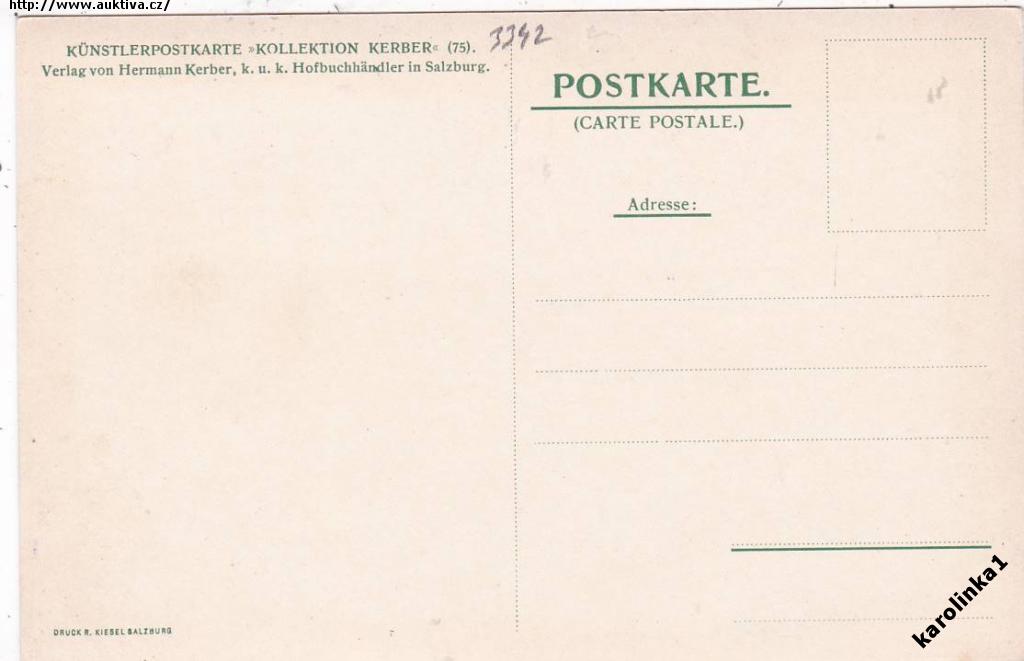 http://www.auktiva.cz/
KÜNSTLERPOSTKARTE »KOLLEKTION KERBER« (75).
Verlag von Hermann Kerber, k. u. k. Hofbuchhändler in Salzburg.
3342
POSTKARTE.
(CARTE POSTALE.)
Adresse:
DRUCK R. KIESEL SALZBURG
karolinka1